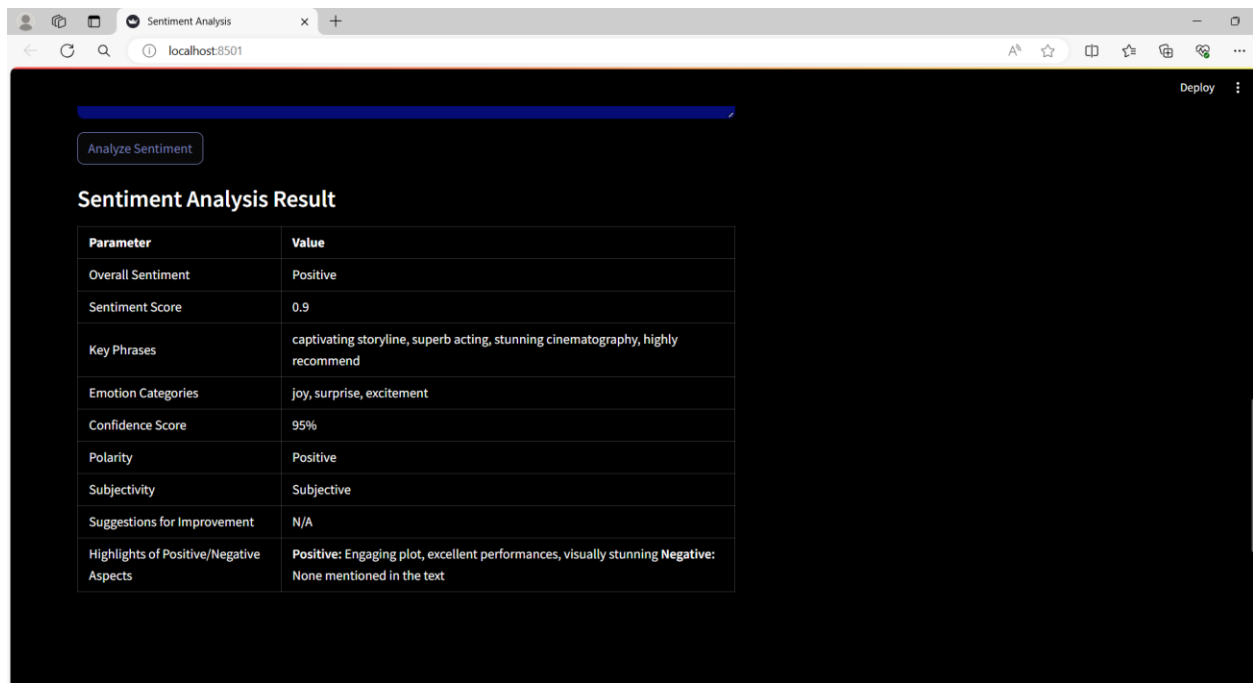 Sentiment Analysis
localhost:8501
Deploy
Analyze Sentiment
Sentiment Analysis Result
Parameter Value
Overall Sentiment Positive
Sentiment Score 0.9
Key Phrases captivating storyline, superb acting, stunning cinematography, highly
recommend
Emotion Categories joy, surprise, excitement
Confidence Score 95%
Polarity Positive
Subjectivity Subjective
Suggestions for Improvement N/A
Highlights of Positive/Negative Positive: Engaging plot, excellent performances, visually stunning Negative:
Aspects None mentioned in the text